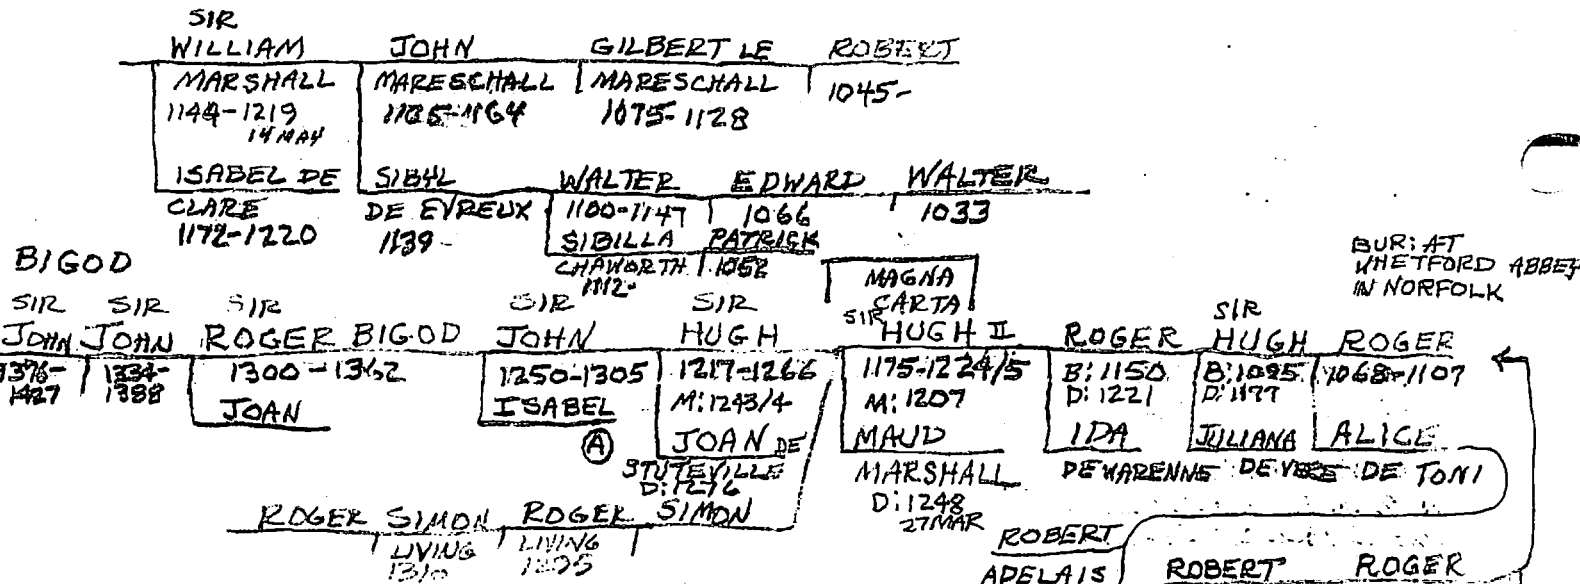 SIR
WILLIAM JOHN GILBERT LE ROBERT
MARSHALL MARESCHALL MARESCHALL 1045-
1144-1219 1075-1128
14 MAY
ISABEL DE SIBYL WALTER EDWARD WALTER
CLARE DE EVREUX 1100-1147 1066 1033
1172-1220 1139- SIBILLA PATRICK
CHAWORTH 1052
1112-
BIGOD
MAGNA
CARTA
BUR: AT
WHETFORD ABBEY
IN NORFOLK
SIR SIR SIR SIR SIR SIR SIR
JOHN JOHN ROGER BIGOD JOHN HUGH HUGH II ROGER HUGH ROGER
1376- 1334- 1300-1362 1250-1305 1217-1266 1175-1224/5 B: 1150 B: 1095 1068-1107
1427 1388 M: 1243/4 M: 1207 D: 1221 D: 1177
JOAN ISABEL JOAN DE MAUD IDA JULIANA ALICE
A STUTEVILLE MARSHALL DE WARENNE DE VERE DE TONI
D: 1276 D: 1248
27 MAR
ROGER SIMON ROGER SIMON
LIVING LIVING
1310
ROBERT
ADELAIS ROBERT ROGER